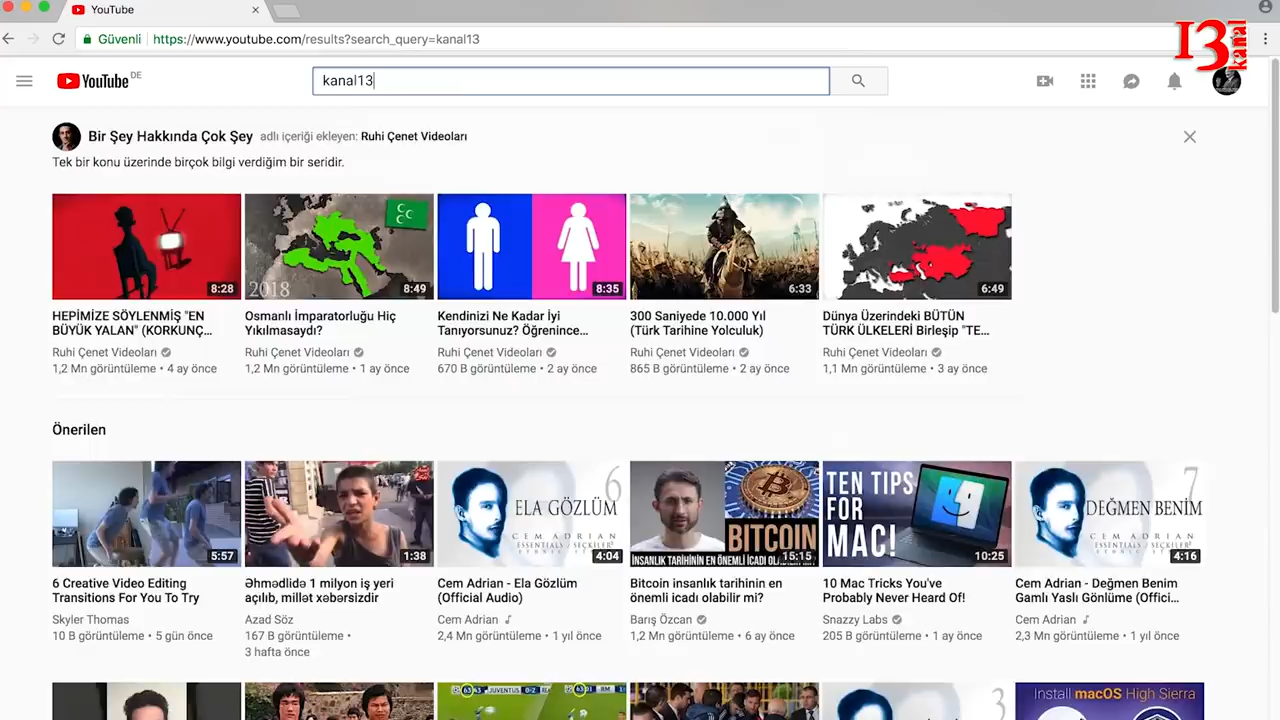 YouTube
Güvenli
https://www.youtube.com/results?search_query=kanal13
13 kanal
YouTube DE
kanal13
Bir Şey Hakkında Çok Şey adlı içeriği ekleyen: Ruhi Çenet Videoları
Tek bir konu üzerinde birçok bilgi verdiğim bir seridir.
8:28
2018
8:49
8:35
6:33
6:49
HEPİMİZE SÖYLENMİŞ "EN
BÜYÜK YALAN" (KORKUNÇ...
Ruhi Çenet Videoları
1,2 Mn görüntüleme • 4 ay önce
Osmanlı İmparatorluğu Hiç
Yıkılmasaydı?
Ruhi Çenet Videoları
1,2 Mn görüntüleme • 1 ay önce
Kendinizi Ne Kadar İyi
Tanıyorsunuz? Öğrenince...
Ruhi Çenet Videoları
670 B görüntüleme • 2 ay önce
300 Saniyede 10.000 Yıl
(Türk Tarihine Yolculuk)
Ruhi Çenet Videoları
865 B görüntüleme • 2 ay önce
Dünya Üzerindeki BÜTÜN
TÜRK ÜLKELERİ Birleşip "TE...
Ruhi Çenet Videoları
1,1 Mn görüntüleme • 3 ay önce
Önerilen
5:57
1:38
6
ELA GÖZLÜM
CEM ADRIAN
ESSENTIALS / SEÇKİLER
4:04
BITCOIN
İNSANLIK TARİHİNİN EN ÖNEMLİ İCADI
15:15
TEN TIPS
FOR
MAC!
10:25
7
DEĞMEN BENİM
CEM ADRIAN
ESSENTIALS / SEÇKİLER
4:16
6 Creative Video Editing
Transitions For You To Try
Skyler Thomas
10 B görüntüleme • 5 gün önce
Əhmədlidə 1 milyon iş yeri
açılıb, millət xəbərsizdir
Azad Söz
167 B görüntüleme •
3 hafta önce
Cem Adrian - Ela Gözlüm
(Official Audio)
Cem Adrian
2,4 Mn görüntüleme • 1 yıl önce
Bitcoin insanlık tarihinin en
önemli icadı olabilir mi?
Barış Özcan
1,2 Mn görüntüleme • 6 ay önce
10 Mac Tricks You've
Probably Never Heard Of!
Snazzy Labs
205 B görüntüleme • 1 ay önce
Cem Adrian - Değmen Benim
Gamlı Yaslı Gönlüme (Offici...
Cem Adrian
2,3 Mn görüntüleme • 1 yıl önce
JUVENTUS 0-2
3
Install macOS High Sierra